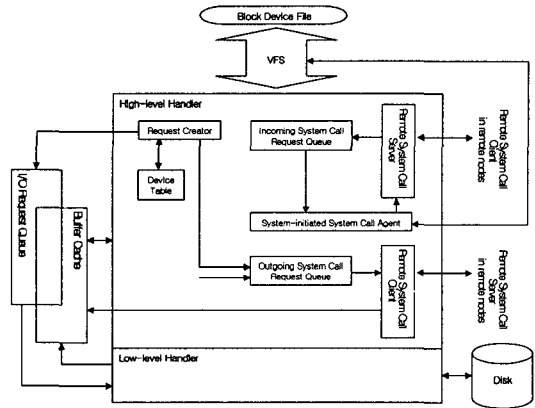 Block Device File
VFS
High-level Handler
Request Creator
Device
Table
Incoming System Call
Request Queue
Remote System Call
Server
Remote System Call
Client
in remote nodes
System-initiated System Call Agent
I/O Request Queue
Buffer Cache
Outgoing System Call
Request Queue
Remote System Call
Client
Remote System Call
Server
in remote nodes
Low-level Handler
Disk